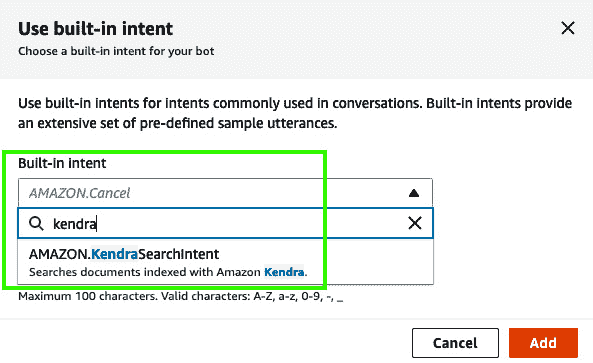 Use built-in intent
Choose a built-in intent for your bot
Use built-in intents for intents commonly used in conversations. Built-in intents provide
an extensive set of pre-defined sample utterances.
Built-in intent
AMAZON.Cancel
kendra
AMAZON.KendraSearchIntent
Searches documents indexed with Amazon Kendra.
Maximum 100 characters. Valid characters: A-Z, a-z, 0-9, -, _
Cancel Add